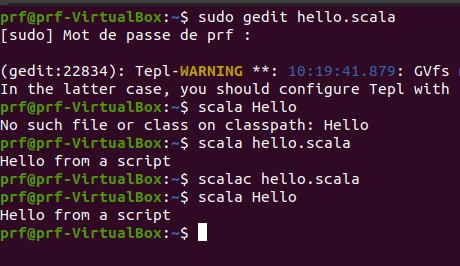 prf@prf-VirtualBox:~$ sudo gedit hello.scala
[sudo] Mot de passe de prf :
(gedit:22834): Tepl-WARNING **: 10:19:41.879: GVfs
In the latter case, you should configure Tepl with
prf@prf-VirtualBox:~$ scala Hello
No such file or class on classpath: Hello
prf@prf-VirtualBox:~$ scala hello.scala
Hello from a script
prf@prf-VirtualBox:~$ scalac hello.scala
prf@prf-VirtualBox:~$ scala Hello
Hello from a script
prf@prf-VirtualBox:~$